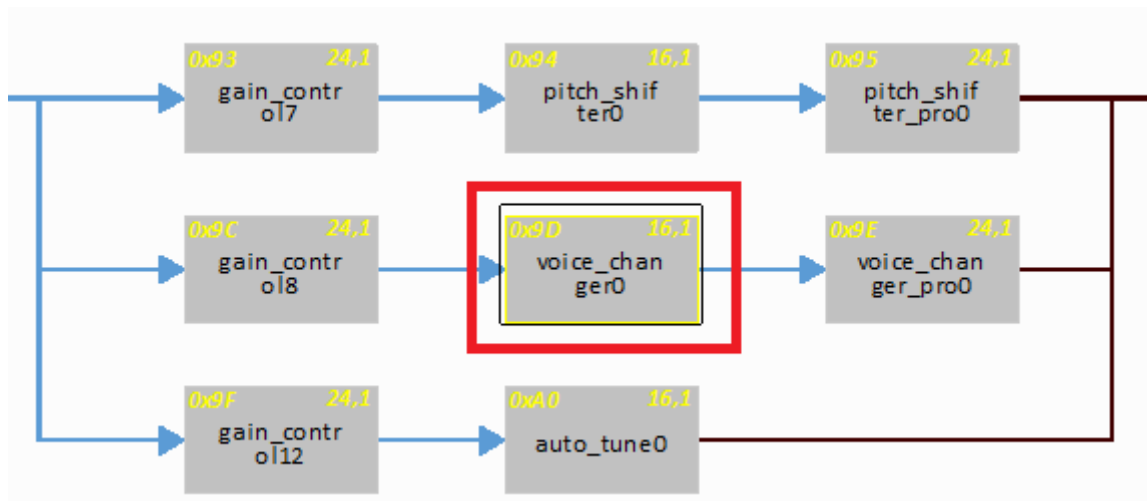 0x93 24,1
gain_contr
ol7
0x94 16,1
pitch_shif
ter0
0x95 24,1
pitch_shif
ter_pro0
0x9C 24,1
gain_contr
ol8
0x9D 16,1
voice_chan
ger0
0x9E 24,1
voice_chan
ger_pro0
0x9F 24,1
gain_contr
ol12
0xA0 16,1
auto_tune0